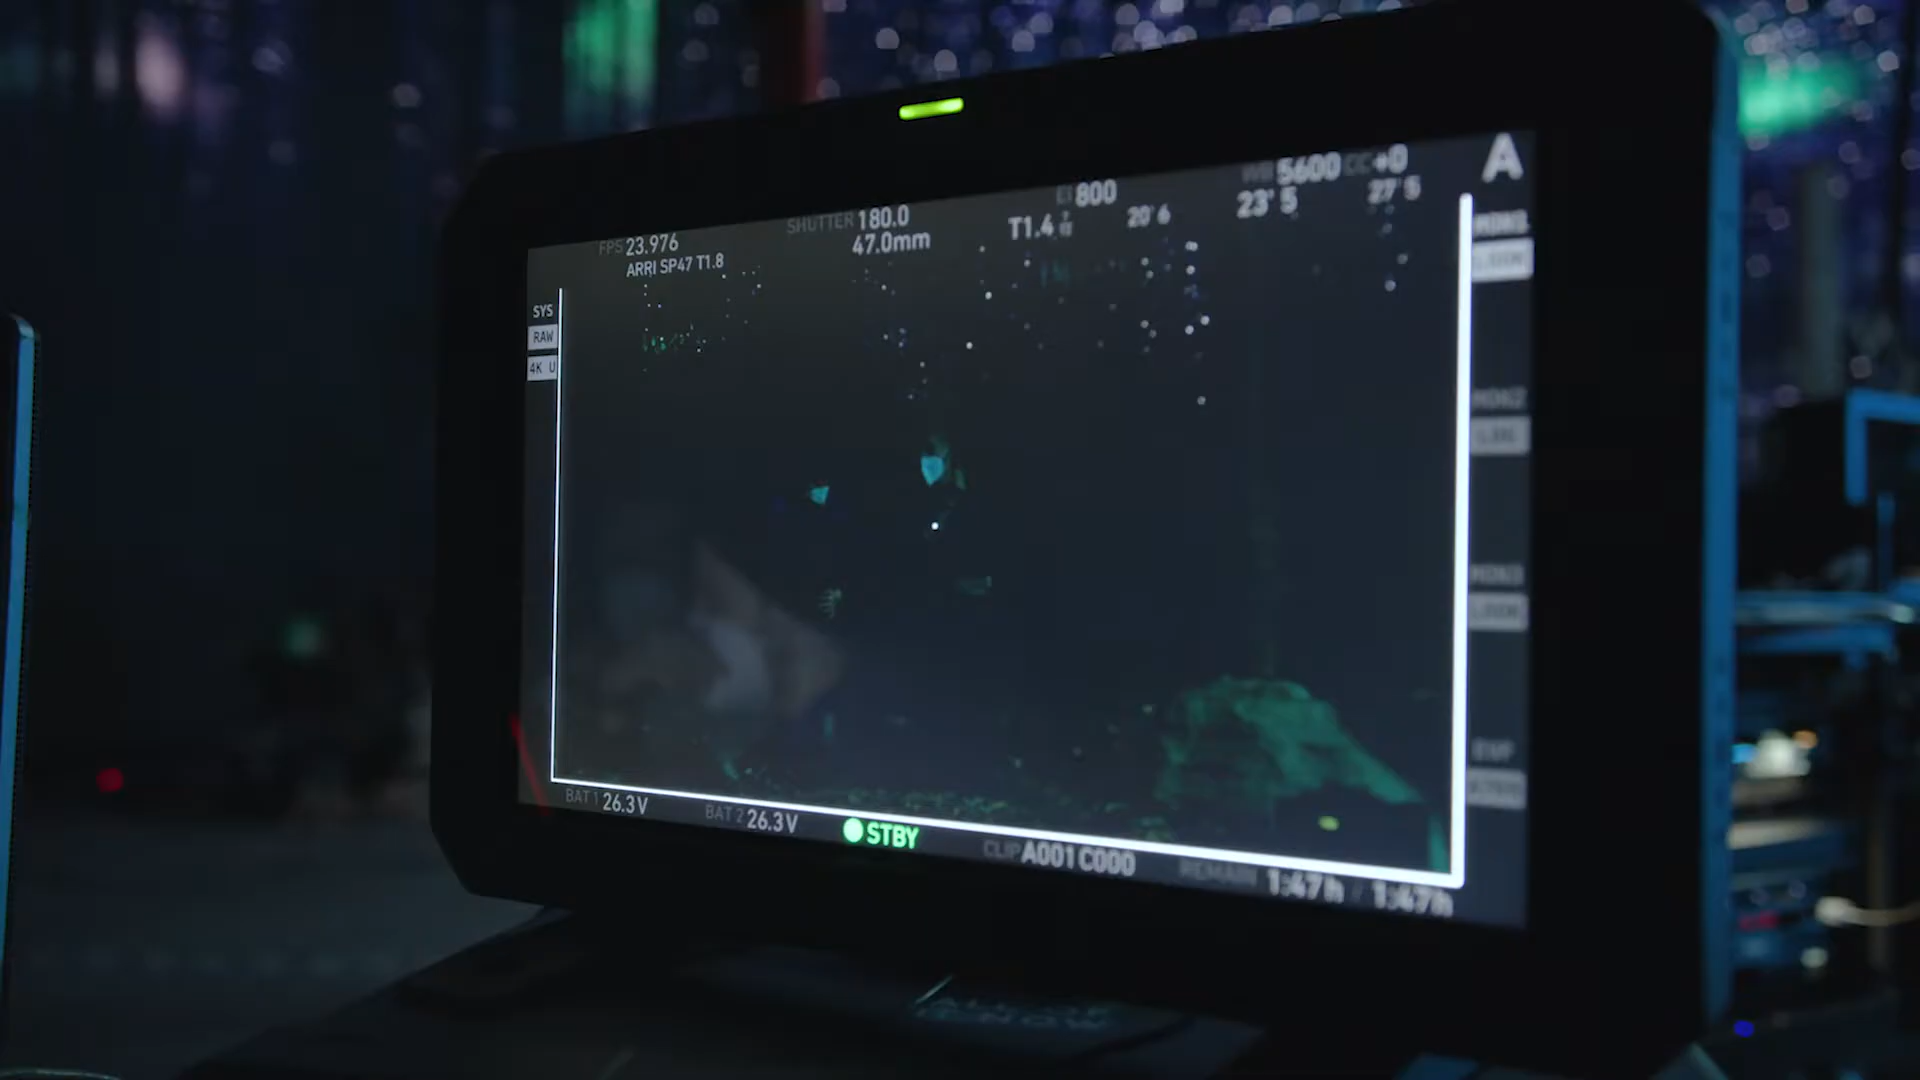 A
FPS 23.976 SHUTTER 180.0 EI 800 WB 5600 CC +0
ARRI SP47 T1.8 47.0mm T1.4 20' 6 23' 5 27' 5
SYS
RAW
4K U
MON2
BAT 1 26.3V BAT 2 26.3V STBY CLIP A001C000 REMAIN 1:47h / 1:47h